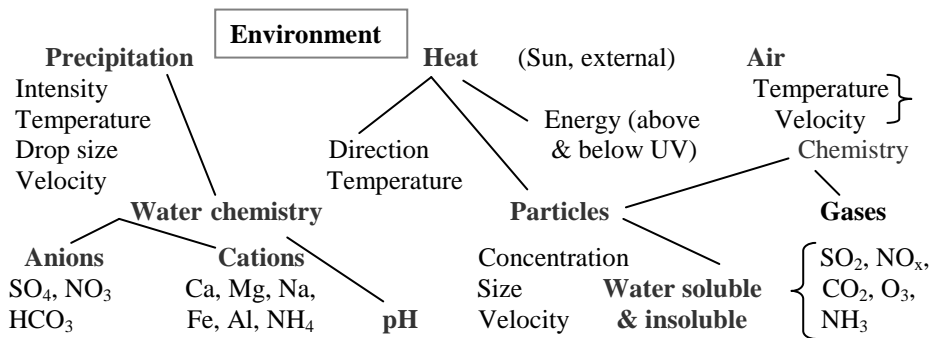 Environment
Precipitation
Intensity
Temperature
Drop size
Velocity
Heat (Sun, external)
Direction
Temperature
Energy (above
& below UV)
Air
Temperature
Velocity
Chemistry
Water chemistry
Anions
SO₄, NO₃
HCO₃
Cations
Ca, Mg, Na,
Fe, Al, NH₄
pH
Particles
Concentration
Size
Velocity
Water soluble
& insoluble
Gases
SO₂, NOₓ,
CO₂, O₃,
NH₃